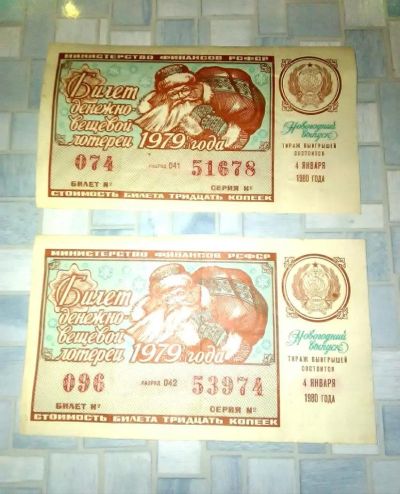 МИНИСТЕРСТВО ФИНАНСОВ РСФСР
Билет
денежно-
вещевой
лотереи 1979 года
074 РАЗРЯД 041 51678
БИЛЕТ № СЕРИЯ №
СТОИМОСТЬ БИЛЕТА ТРИДЦАТЬ КОПЕЕК
Новогодний
выпуск
ТИРАЖ ВЫИГРЫШЕЙ
СОСТОИТСЯ
4 ЯНВАРЯ
1980 ГОДА
МИНИСТЕРСТВО ФИНАНСОВ РСФСР
Билет
денежно-
вещевой
лотереи 1979 года
096 РАЗРЯД 042 53974
БИЛЕТ № СЕРИЯ №
СТОИМОСТЬ БИЛЕТА ТРИДЦАТЬ КОПЕЕК
Новогодний
выпуск
ТИРАЖ ВЫИГРЫШЕЙ
СОСТОИТСЯ
4 ЯНВАРЯ
1980 ГОДА